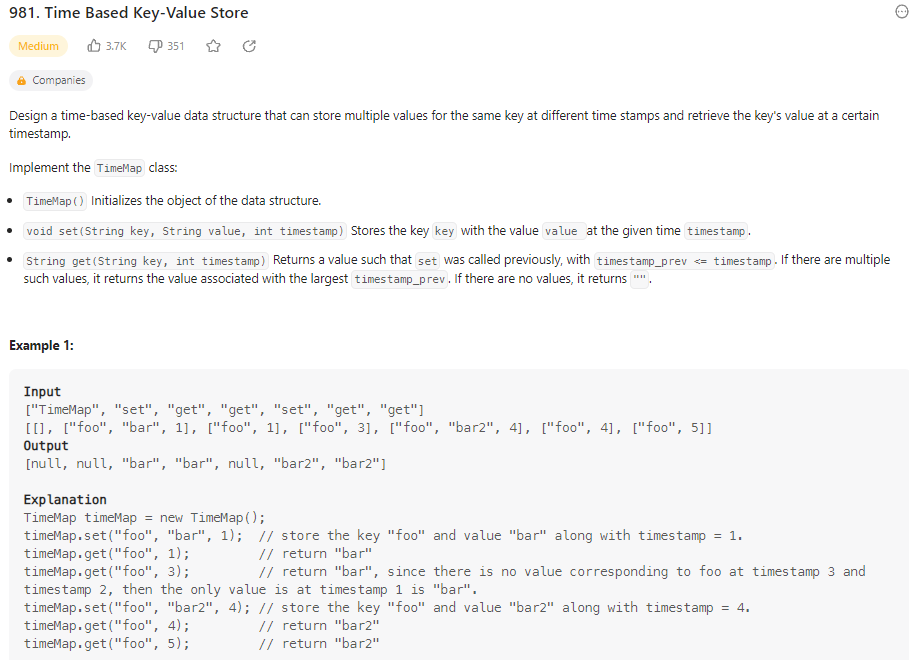 981. Time Based Key-Value Store
Medium 3.7K 351
Companies
Design a time-based key-value data structure that can store multiple values for the same key at different time stamps and retrieve the key's value at a certain
timestamp.
Implement the TimeMap class:
• TimeMap() Initializes the object of the data structure.
• void set(String key, String value, int timestamp) Stores the key key with the value value at the given time timestamp.
• String get(String key, int timestamp) Returns a value such that set was called previously, with timestamp_prev <= timestamp. If there are multiple
such values, it returns the value associated with the largest timestamp_prev. If there are no values, it returns "".
Example 1:
Input
["TimeMap", "set", "get", "get", "set", "get", "get"]
[[], ["foo", "bar", 1], ["foo", 1], ["foo", 3], ["foo", "bar2", 4], ["foo", 4], ["foo", 5]]
Output
[null, null, "bar", "bar", null, "bar2", "bar2"]
Explanation
TimeMap timeMap = new TimeMap();
timeMap.set("foo", "bar", 1);  // store the key "foo" and value "bar" along with timestamp = 1.
timeMap.get("foo", 1);         // return "bar"
timeMap.get("foo", 3);         // return "bar", since there is no value corresponding to foo at timestamp 3 and
timestamp 2, then the only value is at timestamp 1 is "bar".
timeMap.set("foo", "bar2", 4); // store the key "foo" and value "bar2" along with timestamp = 4.
timeMap.get("foo", 4);         // return "bar2"
timeMap.get("foo", 5);         // return "bar2"